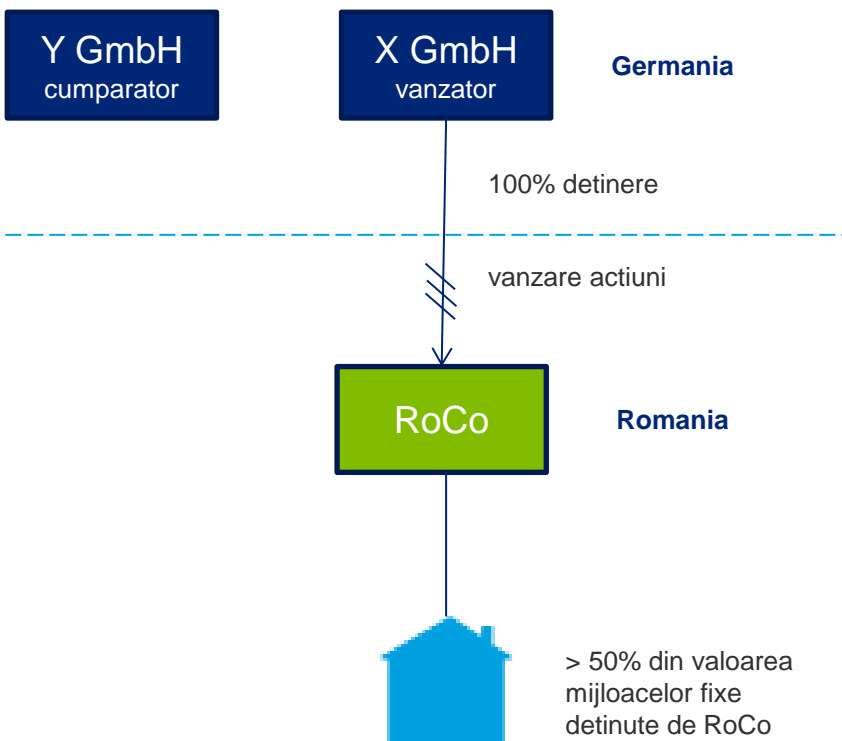 Y GmbH
cumparator
X GmbH
vanzator
Germania
100% detinere
vanzare actiuni
RoCo
Romania
> 50% din valoarea
mijloacelor fixe
detinute de RoCo